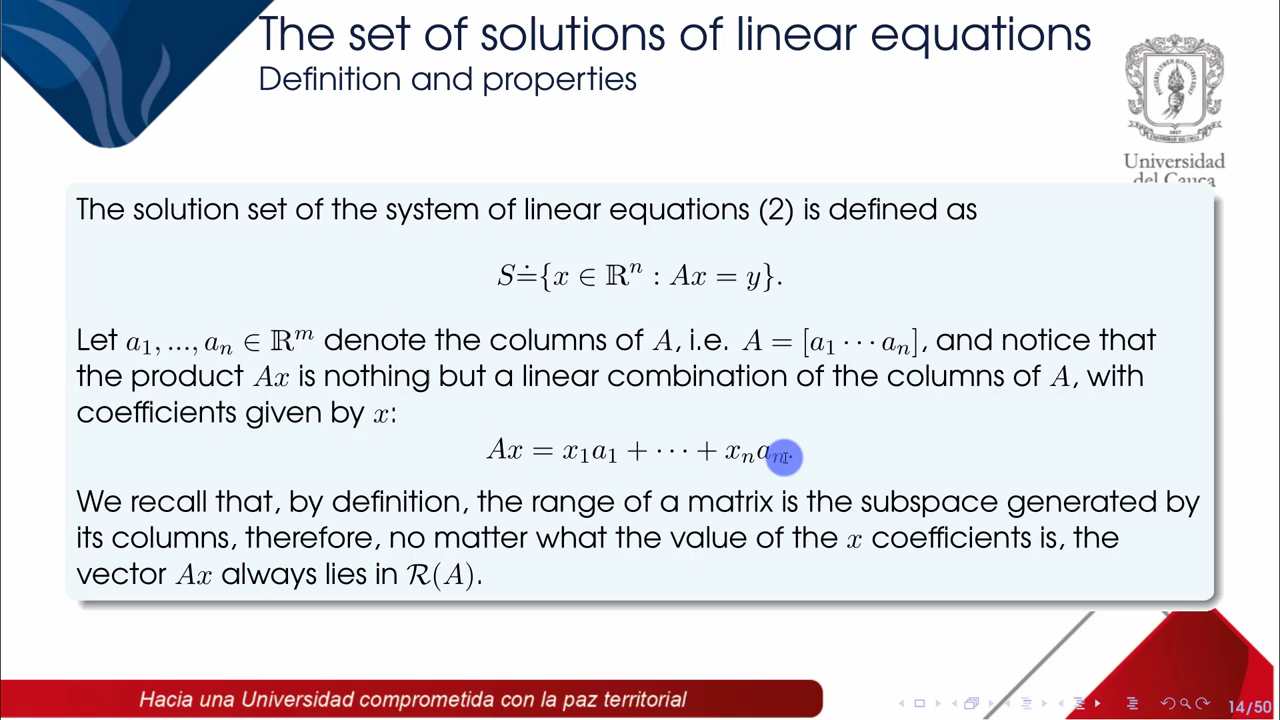 The set of solutions of linear equations
Definition and properties
Universidad
del Cauca
The solution set of the system of linear equations (2) is defined as
S≐{x ∈ ℝⁿ : Ax = y}.
Let a₁, ..., aₙ ∈ ℝᵐ denote the columns of A, i.e. A = [a₁ ⋯ aₙ], and notice that
the product Ax is nothing but a linear combination of the columns of A, with
coefficients given by x:
Ax = x₁a₁ + ⋯ + xₙaₙ.
We recall that, by definition, the range of a matrix is the subspace generated by
its columns, therefore, no matter what the value of the x coefficients is, the
vector Ax always lies in ℛ(A).
Hacia una Universidad comprometida con la paz territorial
14/50